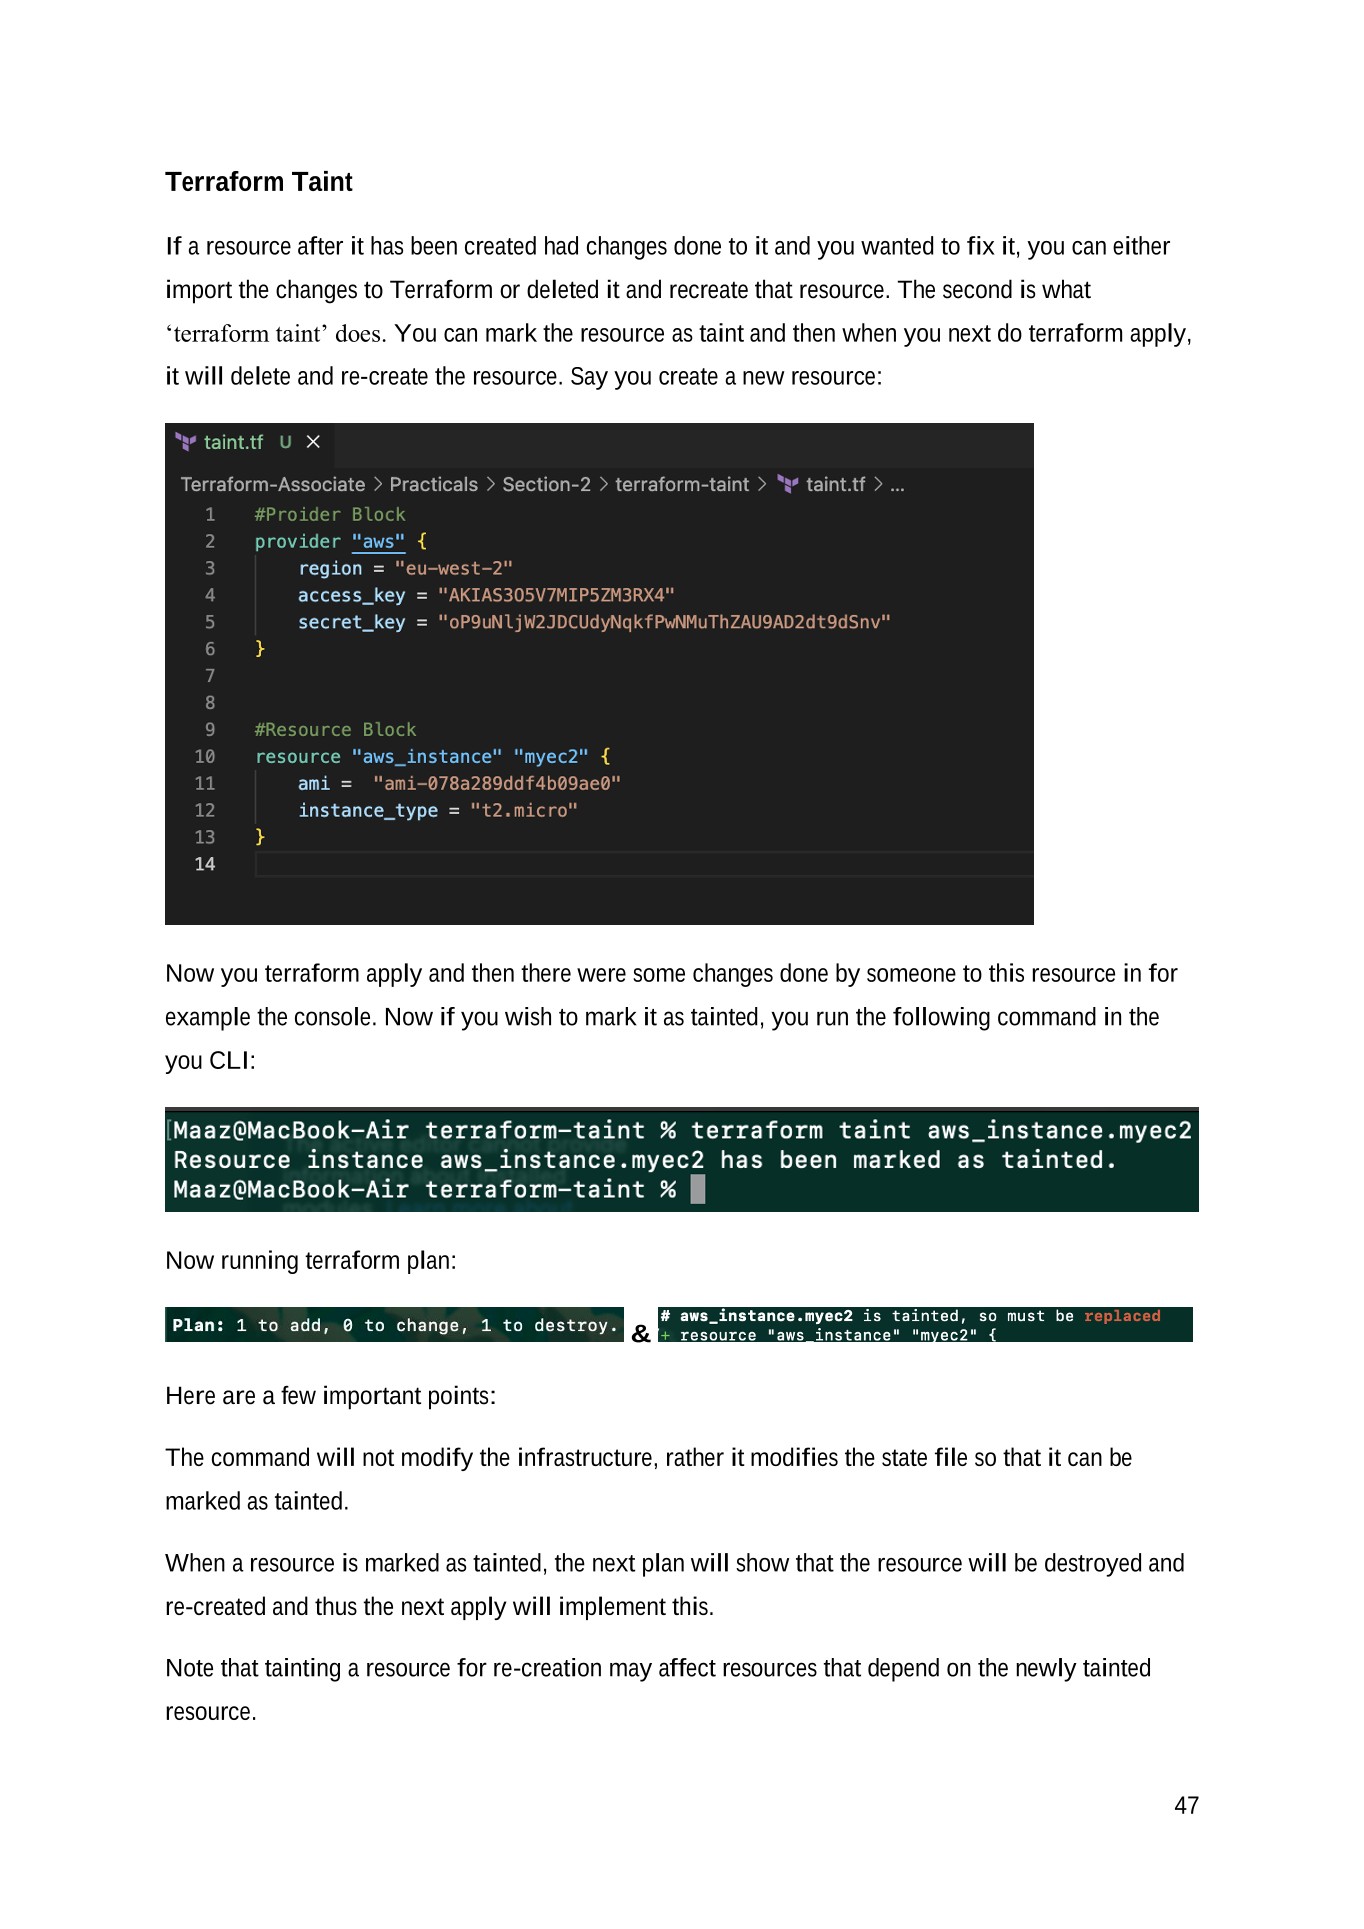 Terraform Taint
If a resource after it has been created had changes done to it and you wanted to fix it, you can either
import the changes to Terraform or deleted it and recreate that resource. The second is what
‘terraform taint’ does. You can mark the resource as taint and then when you next do terraform apply,
it will delete and re-create the resource. Say you create a new resource:
taint.tf U ×
Terraform-Associate > Practicals > Section-2 > terraform-taint > taint.tf > ...
1 #Proider Block
2 provider "aws" {
3 region = "eu-west-2"
4 access_key = "AKIAS3O5V7MIP5ZM3RX4"
5 secret_key = "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"
6 }
7
8
9 #Resource Block
10 resource "aws_instance" "myec2" {
11 ami = "ami-078a289ddf4b09ae0"
12 instance_type = "t2.micro"
13 }
14
Now you terraform apply and then there were some changes done by someone to this resource in for
example the console. Now if you wish to mark it as tainted, you run the following command in the
you CLI:
[Maaz@MacBook-Air terraform-taint % terraform taint aws_instance.myec2
Resource instance aws_instance.myec2 has been marked as tainted.
Maaz@MacBook-Air terraform-taint %
Now running terraform plan:
Plan: 1 to add, 0 to change, 1 to destroy. & # aws_instance.myec2 is tainted, so must be replaced
+ resource "aws_instance" "myec2" {
Here are a few important points:
The command will not modify the infrastructure, rather it modifies the state file so that it can be
marked as tainted.
When a resource is marked as tainted, the next plan will show that the resource will be destroyed and
re-created and thus the next apply will implement this.
Note that tainting a resource for re-creation may affect resources that depend on the newly tainted
resource.
47